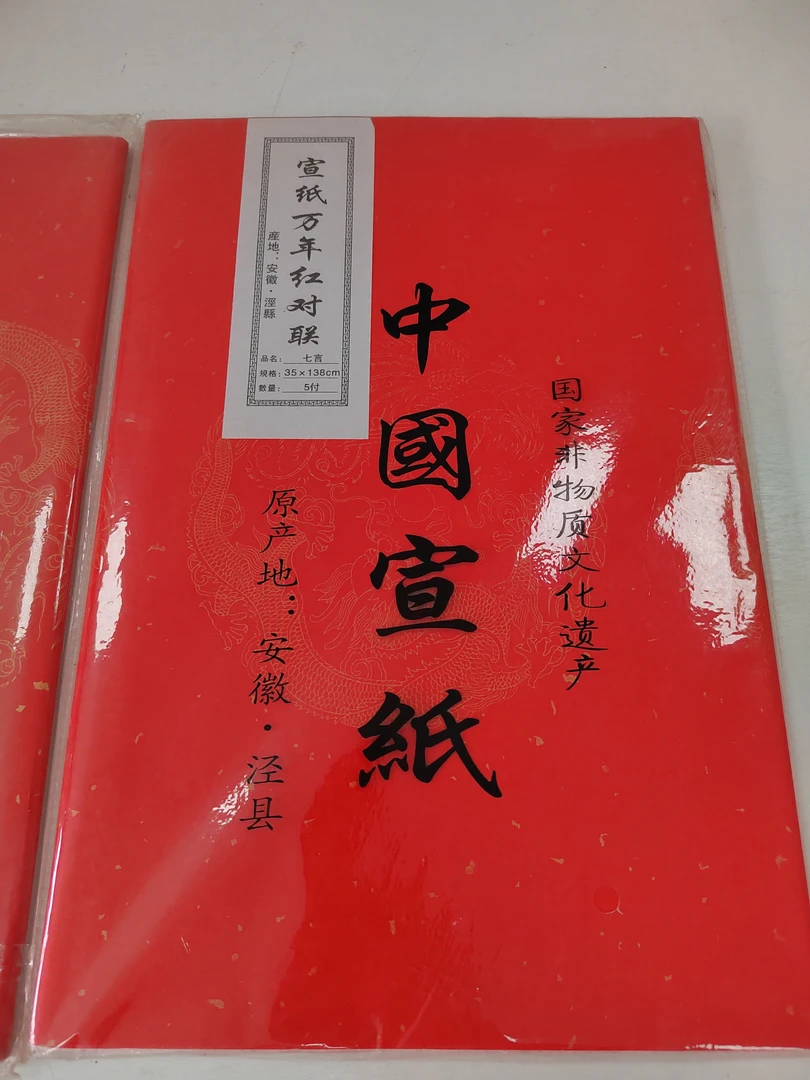 宣纸万年红对联
産地：安徽·涇縣
品名： 七言
規格： 35×138cm
數量： 5付
国家非物质文化遗产
中國宣紙
原产地：安徽·泾县